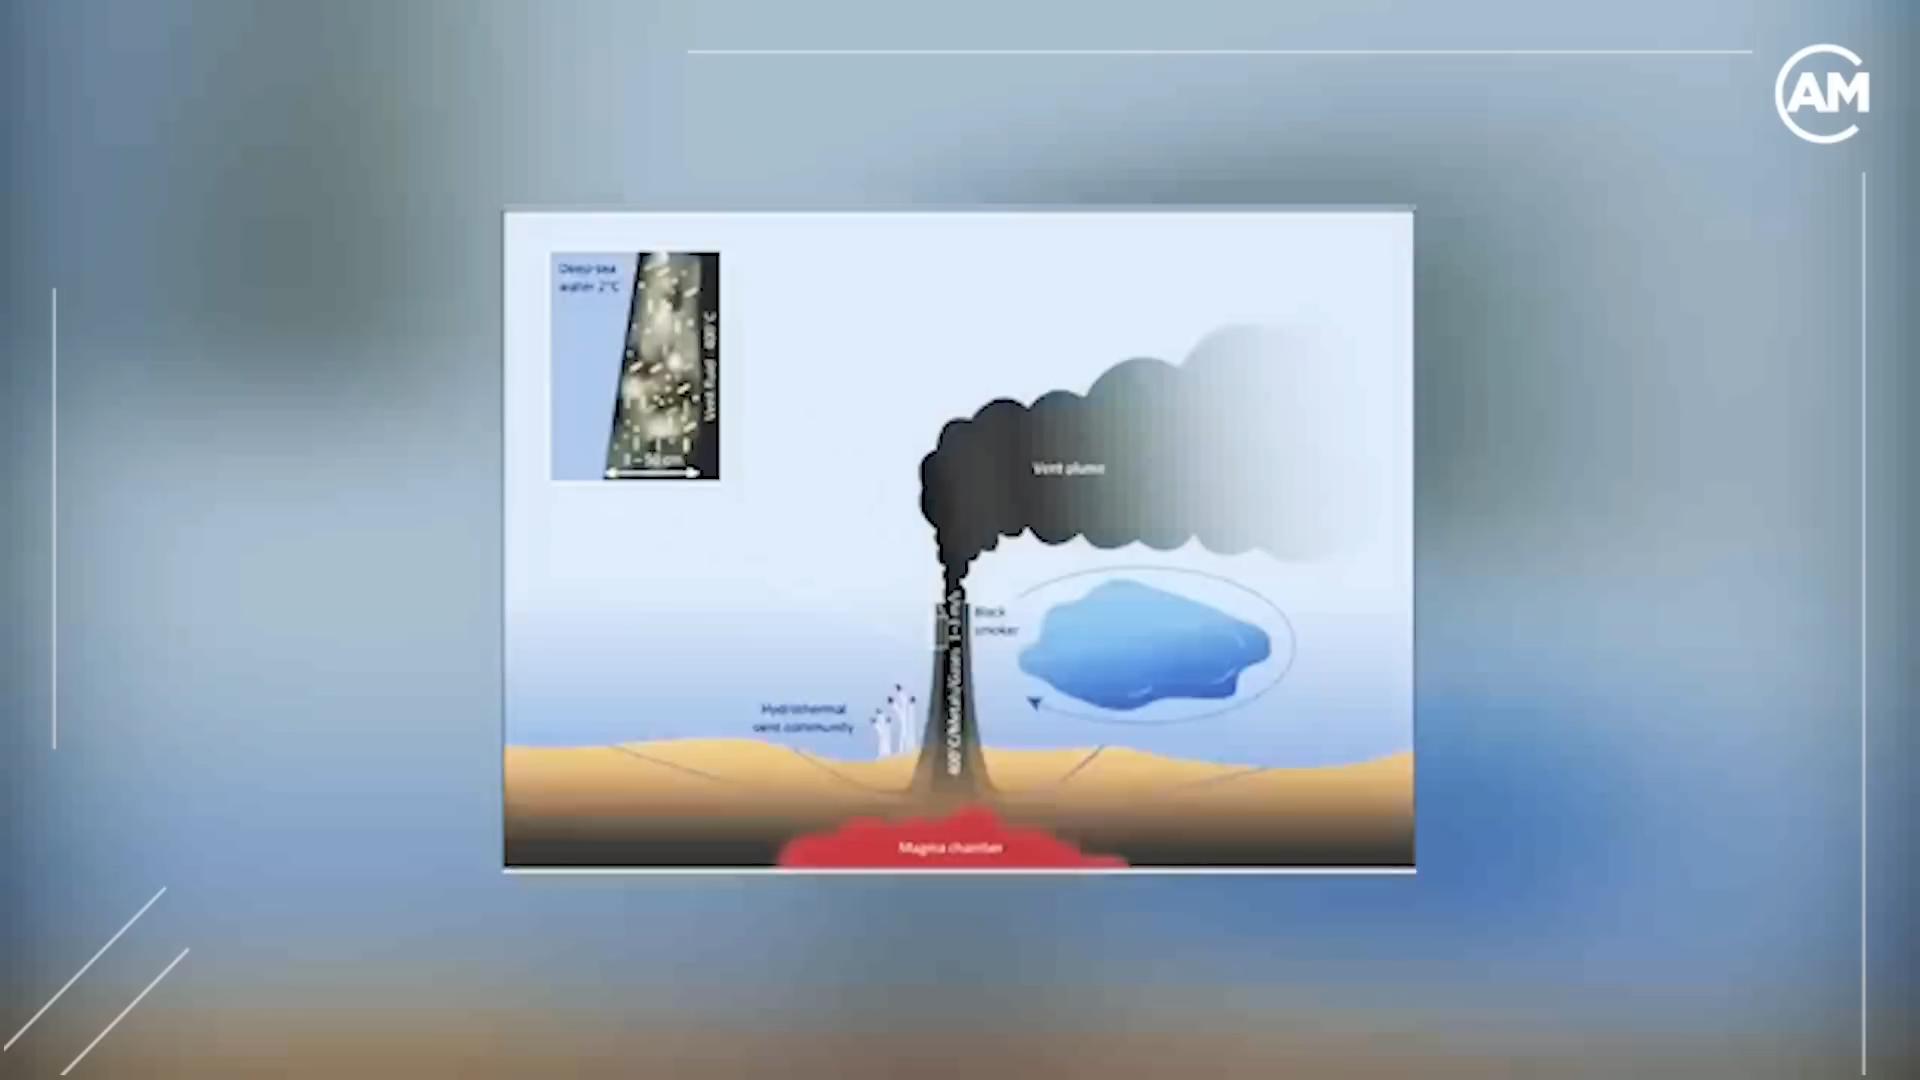 AM
Deep-sea
water 2°C
Vent fluid 400°C
Vent plume
Black
smoker
Hydrothermal
vent community
Magma chamber